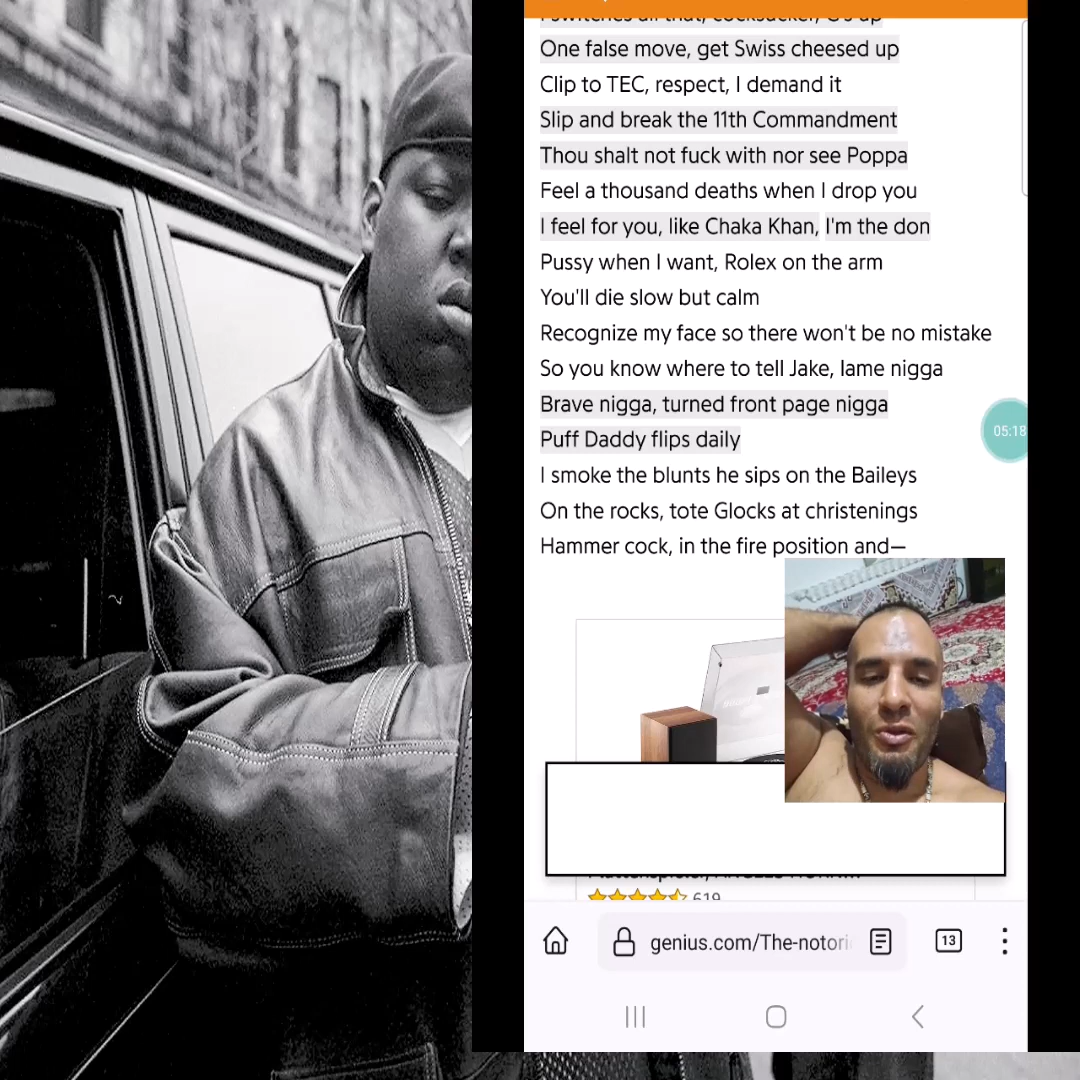 One false move, get Swiss cheesed up
Clip to TEC, respect, I demand it
Slip and break the 11th Commandment
Thou shalt not fuck with nor see Poppa
Feel a thousand deaths when I drop you
I feel for you, like Chaka Khan, I'm the don
Pussy when I want, Rolex on the arm
You'll die slow but calm
Recognize my face so there won't be no mistake
So you know where to tell Jake, lame nigga
Brave nigga, turned front page nigga
Puff Daddy flips daily
I smoke the blunts he sips on the Baileys
On the rocks, tote Glocks at christenings
Hammer cock, in the fire position and—
05:18
619
genius.com/The-notori
13